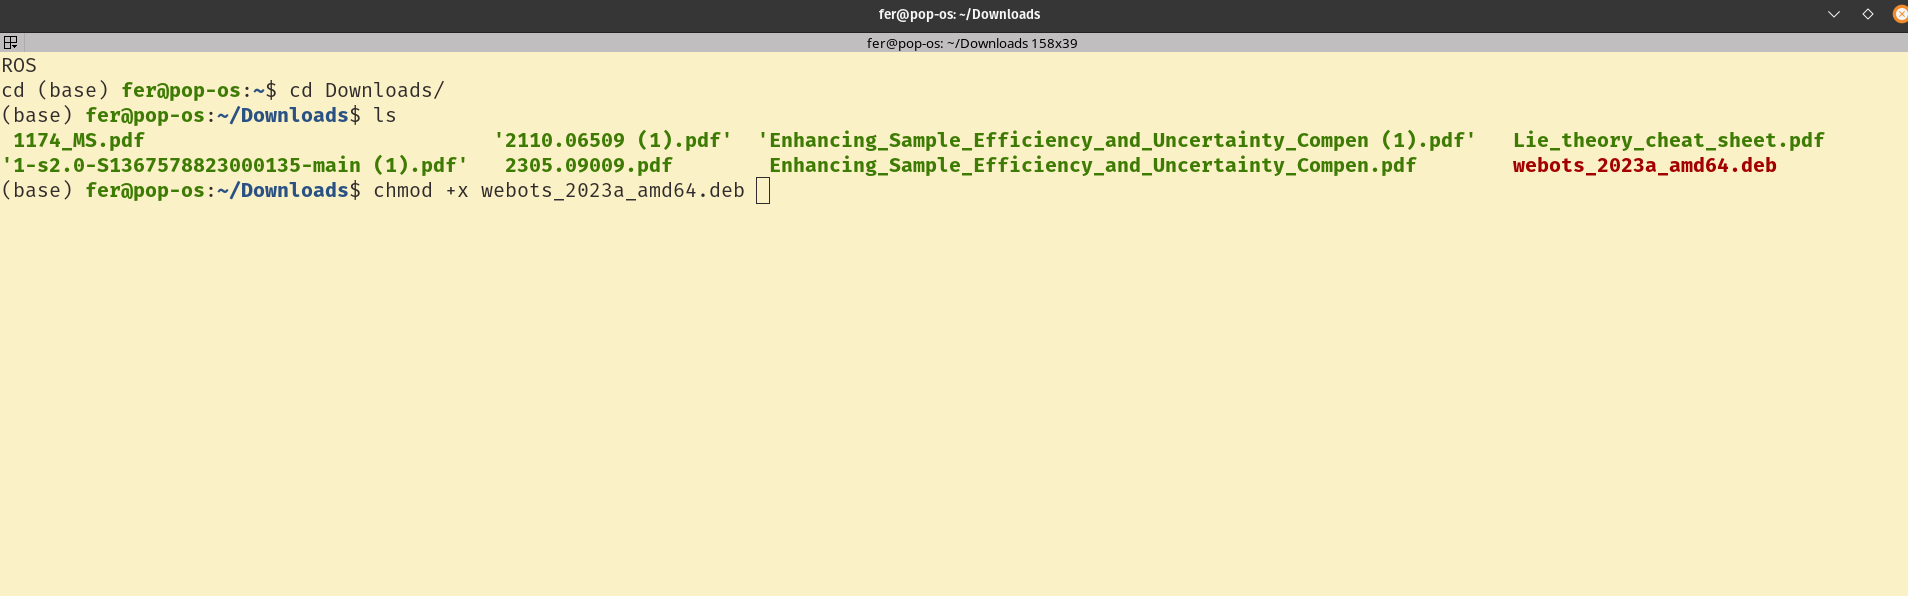 fer@pop-os: ~/Downloads
fer@pop-os: ~/Downloads 158x39
ROS
cd (base) fer@pop-os:~$ cd Downloads/
(base) fer@pop-os:~/Downloads$ ls
1174_MS.pdf '2110.06509 (1).pdf' 'Enhancing_Sample_Efficiency_and_Uncertainty_Compen (1).pdf' Lie_theory_cheat_sheet.pdf
'1-s2.0-S1367578823000135-main (1).pdf' 2305.09009.pdf Enhancing_Sample_Efficiency_and_Uncertainty_Compen.pdf webots_2023a_amd64.deb
(base) fer@pop-os:~/Downloads$ chmod +x webots_2023a_amd64.deb